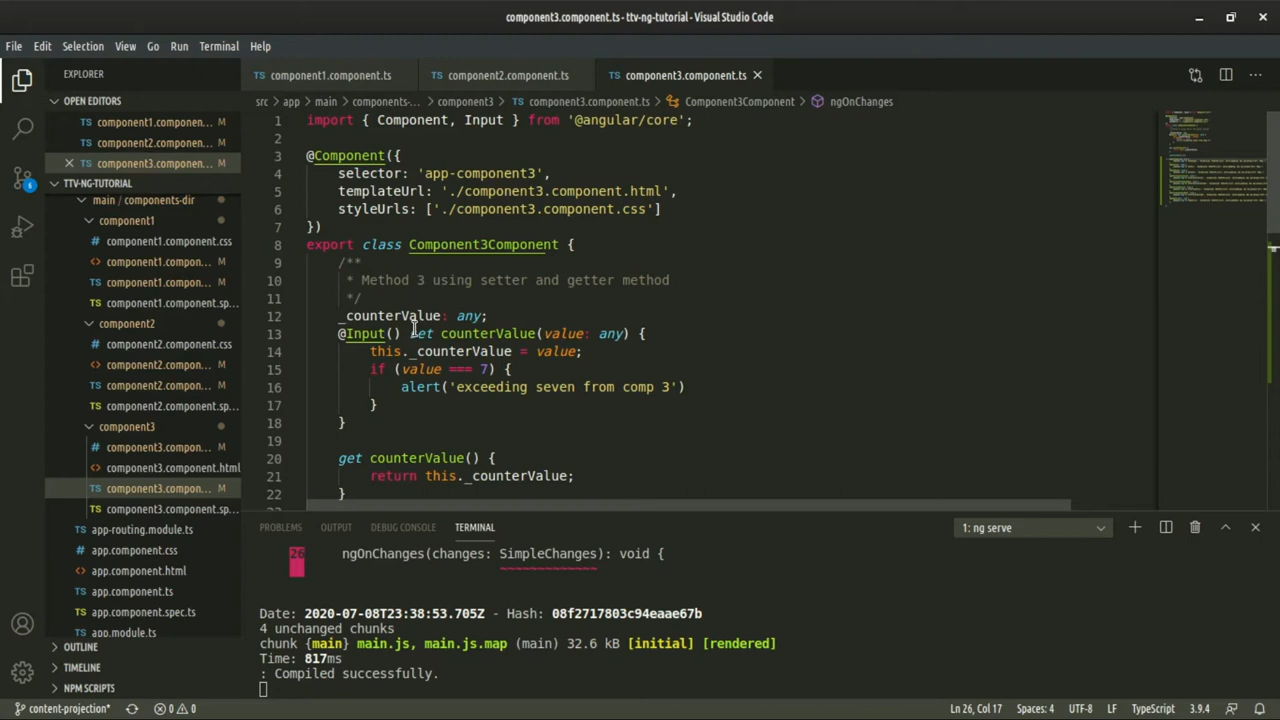 component3.component.ts - ttv-ng-tutorial - Visual Studio Code
File Edit Selection View Go Run Terminal Help
EXPLORER
component1.component.ts component2.component.ts component3.component.ts
OPEN EDITORS
src > app > main > components-... > component3 > component3.component.ts > Component3Component > ngOnChanges
component1.componen... M
component2.componen... M
component3.componen... M
6
TTV-NG-TUTORIAL
main / components-dir
component1
component1.component.css
component1.compon... M
component1.compon... M
component1.component.sp...
component2
component2.component.css
component2.compon... M
component2.compon... M
component2.component.sp...
component3
component3.compon... M
component3.component.html
component3.compon... M
component3.component.sp...
app-routing.module.ts
app.component.css
app.component.html
app.component.ts
app.component.spec.ts
app.module.ts
OUTLINE
TIMELINE
NPM SCRIPTS
1 import { Component, Input } from '@angular/core';
2
3 @Component({
4 selector: 'app-component3',
5 templateUrl: './component3.component.html',
6 styleUrls: ['./component3.component.css']
7 })
8 export class Component3Component {
9 /**
10 * Method 3 using setter and getter method
11 */
12 _counterValue: any;
13 @Input() set counterValue(value: any) {
14 this._counterValue = value;
15 if (value === 7) {
16 alert('exceeding seven from comp 3')
17 }
18 }
19
20 get counterValue() {
21 return this._counterValue;
22 }
PROBLEMS OUTPUT DEBUG CONSOLE TERMINAL 1: ng serve
26 ngOnChanges(changes: SimpleChanges): void {
Date: 2020-07-08T23:38:53.705Z - Hash: 08f2717803c94eaae67b
4 unchanged chunks
chunk {main} main.js, main.js.map (main) 32.6 kB [initial] [rendered]
Time: 817ms
: Compiled successfully.
content-projection* 0 0 Ln 26, Col 17 Spaces: 4 UTF-8 LF TypeScript 3.9.4